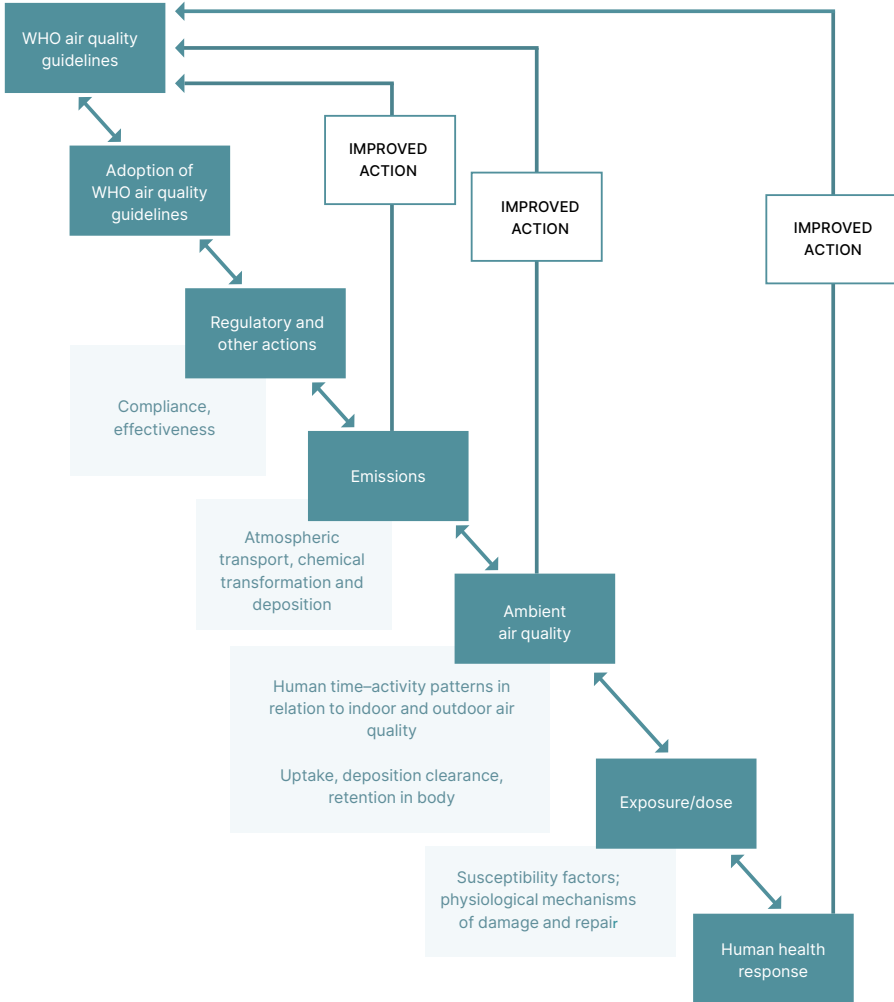 WHO air quality
guidelines
IMPROVED
ACTION
Adoption of
WHO air quality
guidelines
IMPROVED
ACTION
IMPROVED
ACTION
Regulatory and
other actions
Compliance,
effectiveness
Emissions
Atmospheric
transport, chemical
transformation and
deposition
Ambient
air quality
Human time–activity patterns in
relation to indoor and outdoor air
quality
Uptake, deposition clearance,
retention in body
Exposure/dose
Susceptibility factors;
physiological mechanisms
of damage and repair
Human health
response